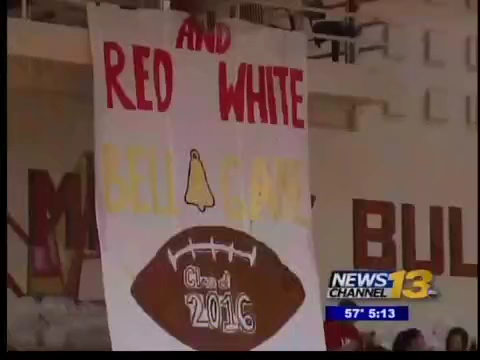 AND
RED WHITE
BELL GAME
Class of
2016
BUL
NEWS 13
CHANNEL
57° 5:13